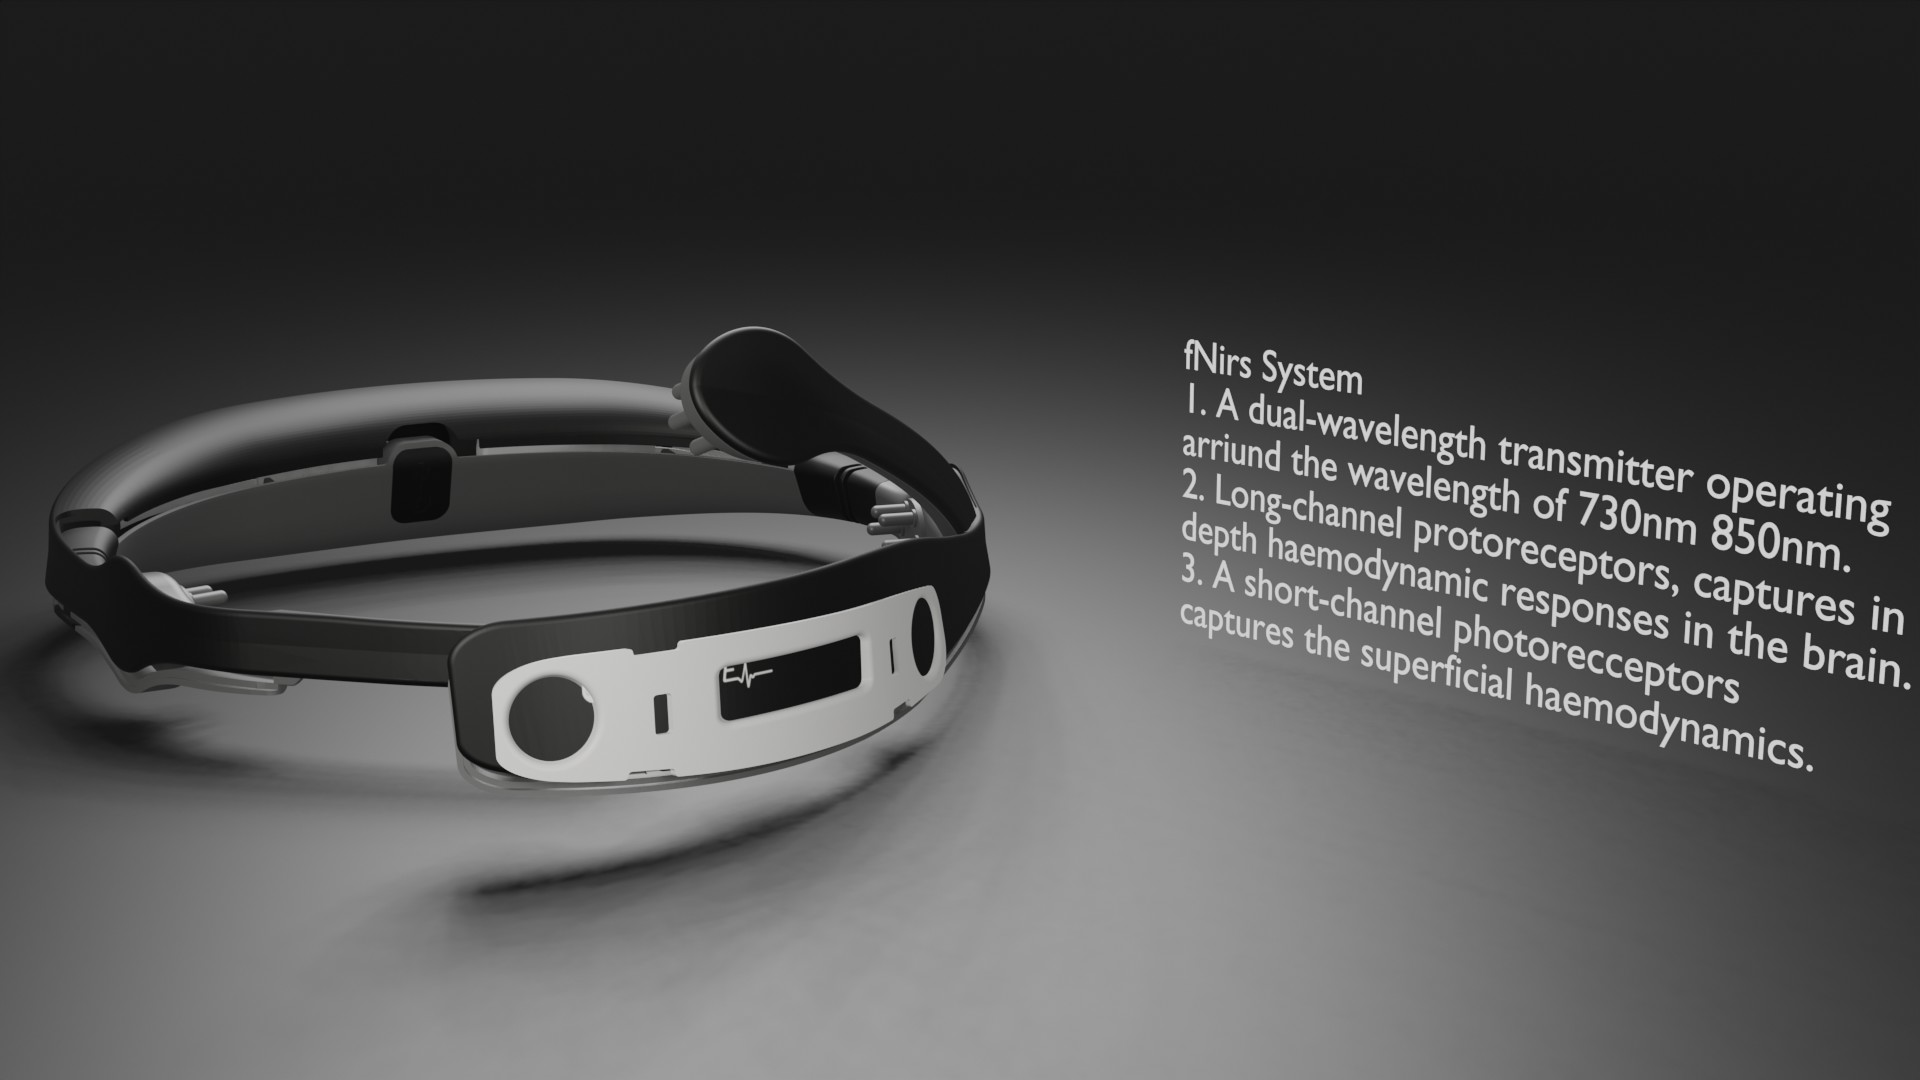 fNirs System
1. A dual-wavelength transmitter operating
arriund the wavelength of 730nm 850nm.
2. Long-channel protoreceptors, captures in
depth haemodynamic responses in the brain.
3. A short-channel photorecceptors
captures the superficial haemodynamics.